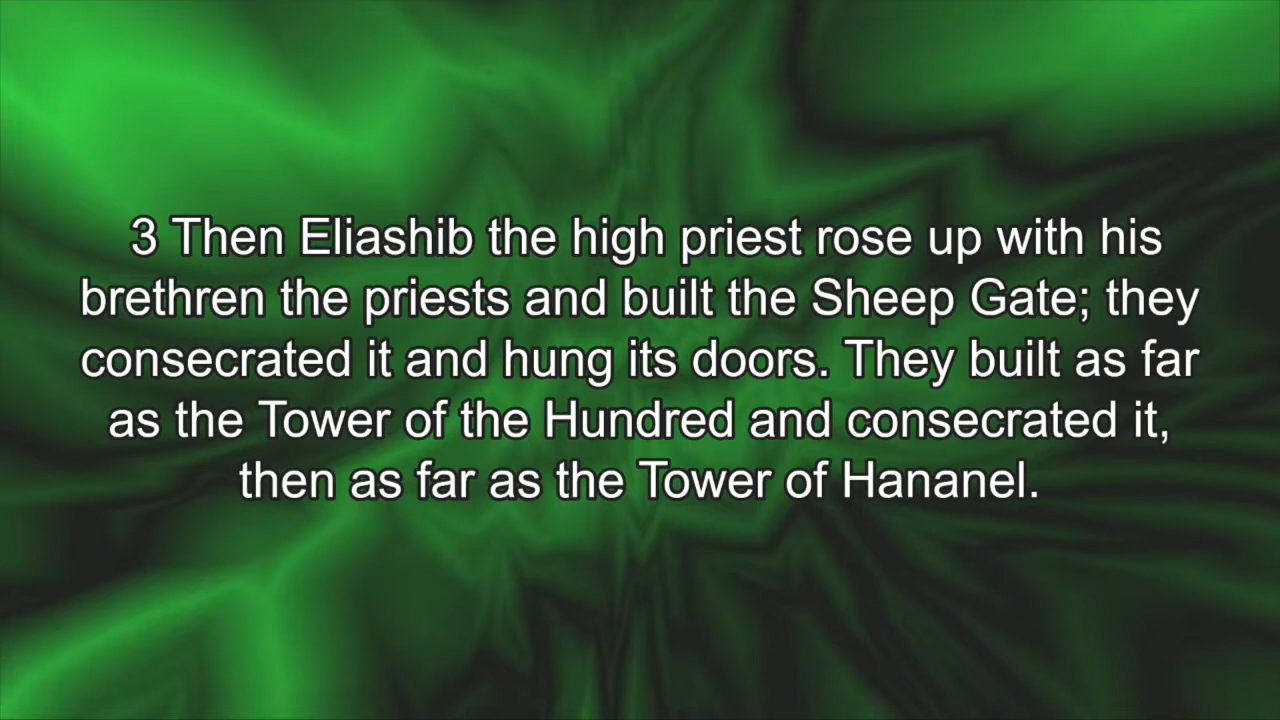 3 Then Eliashib the high priest rose up with his
brethren the priests and built the Sheep Gate; they
consecrated it and hung its doors. They built as far
as the Tower of the Hundred and consecrated it,
then as far as the Tower of Hananel.